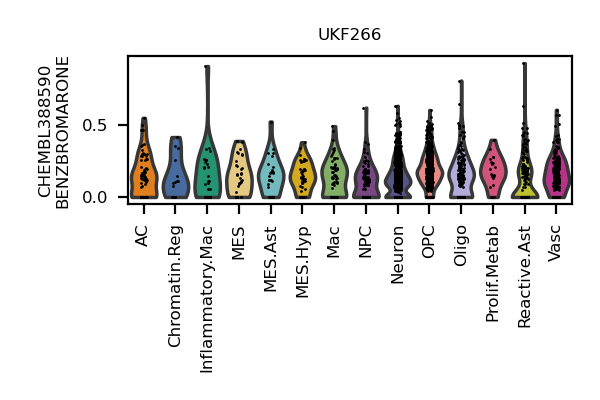 UKF266
CHEMBL388590
BENZBROMARONE
0.5
0.0
AC
Chromatin.Reg
Inflammatory.Mac
MES
MES.Ast
MES.Hyp
Mac
NPC
Neuron
OPC
Oligo
Prolif.Metab
Reactive.Ast
Vasc